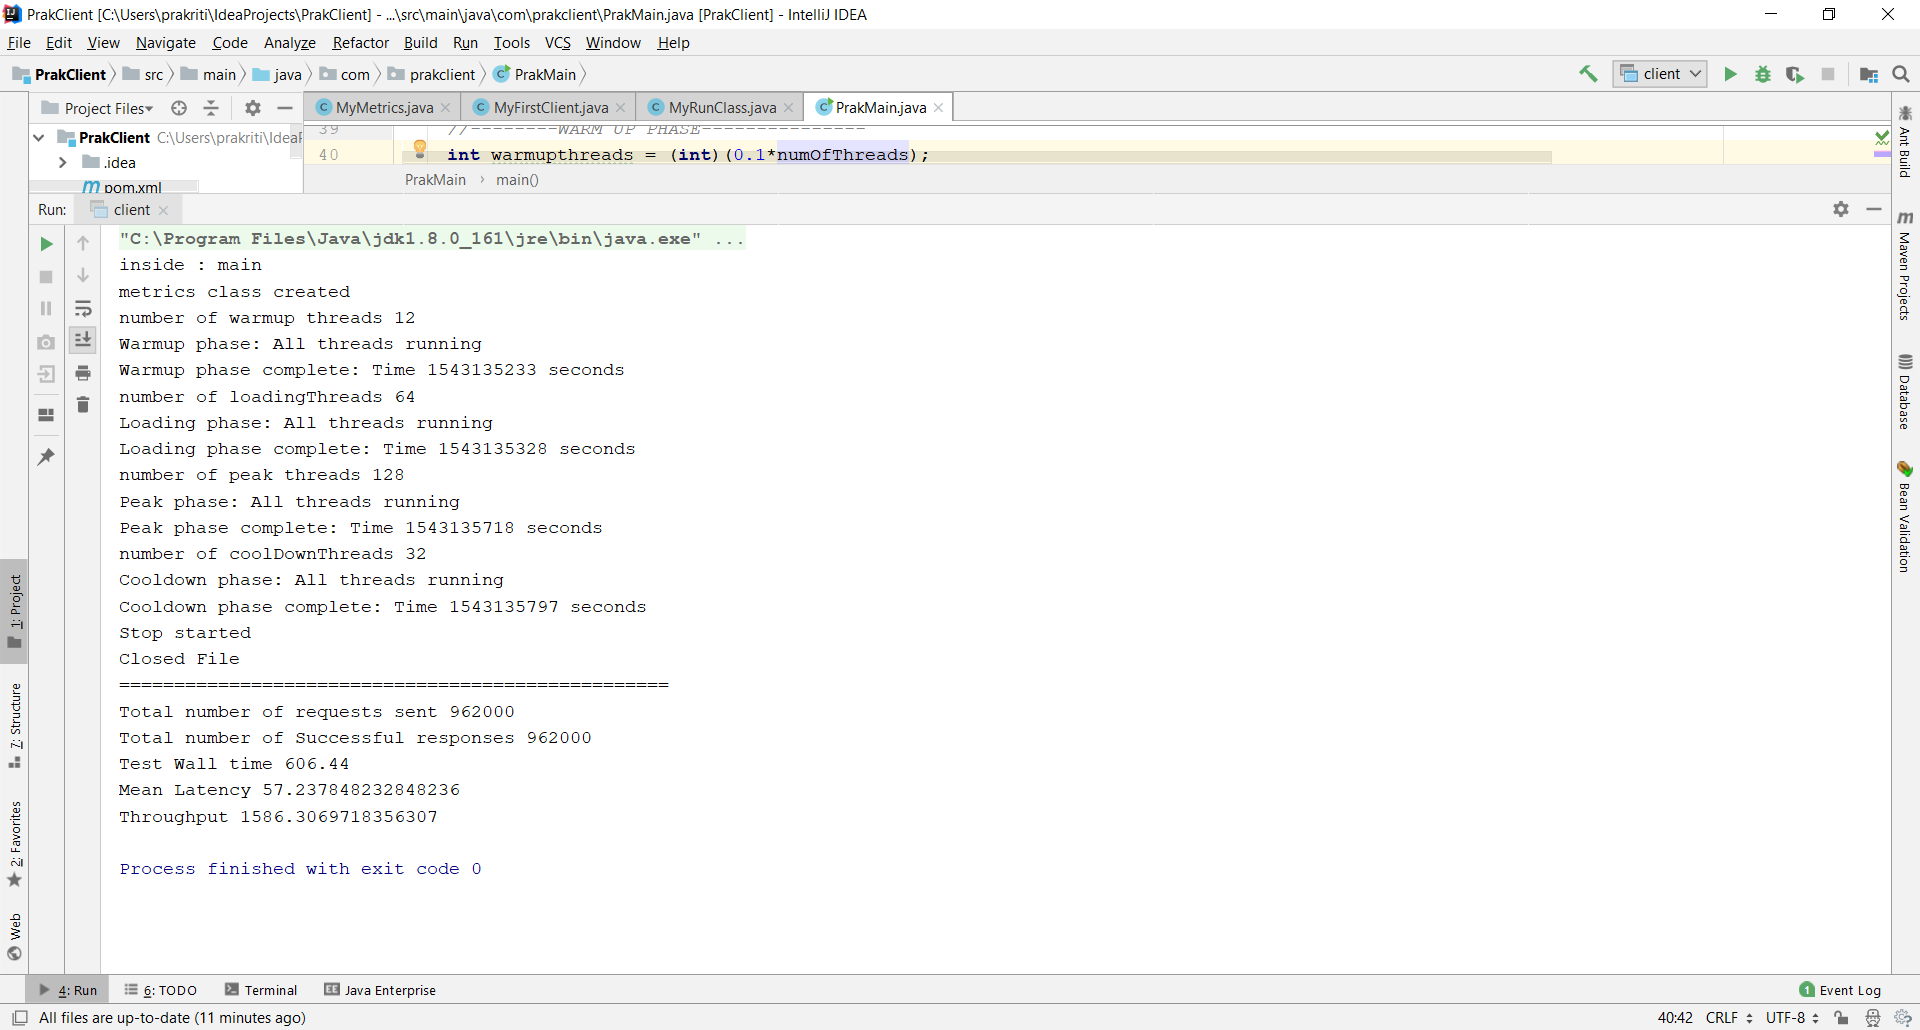 PrakClient [C:\Users\prakriti\IdeaProjects\PrakClient] - ...\src\main\java\com\prakclient\PrakMain.java [PrakClient] - IntelliJ IDEA
File Edit View Navigate Code Analyze Refactor Build Run Tools VCS Window Help
PrakClient src main java com prakclient PrakMain client
Project Files MyMetrics.java MyFirstClient.java MyRunClass.java PrakMain.java
PrakClient C:\Users\prakriti\Idea
.idea
pom.xml
39 //--------WARM UP PHASE---------------
40 int warmupthreads = (int)(0.1*numOfThreads);
PrakMain › main()
Run: client
"C:\Program Files\Java\jdk1.8.0_161\jre\bin\java.exe" ...
inside : main
metrics class created
number of warmup threads 12
Warmup phase: All threads running
Warmup phase complete: Time 1543135233 seconds
number of loadingThreads 64
Loading phase: All threads running
Loading phase complete: Time 1543135328 seconds
number of peak threads 128
Peak phase: All threads running
Peak phase complete: Time 1543135718 seconds
number of coolDownThreads 32
Cooldown phase: All threads running
Cooldown phase complete: Time 1543135797 seconds
Stop started
Closed File
==================================================
Total number of requests sent 962000
Total number of Successful responses 962000
Test Wall time 606.44
Mean Latency 57.237848232848236
Throughput 1586.3069718356307
Process finished with exit code 0
1: Project
7: Structure
2: Favorites
Web
Ant Build
m Maven Projects
Database
Bean Validation
4: Run 6: TODO Terminal Java Enterprise 1 Event Log
All files are up-to-date (11 minutes ago) 40:42 CRLF UTF-8